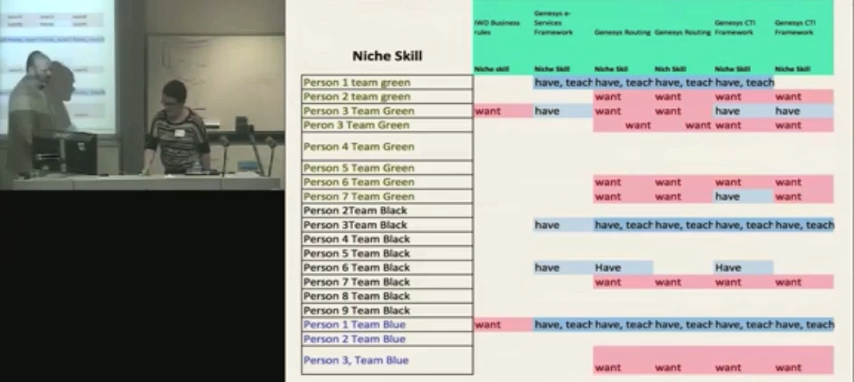 Niche Skill
IWD Business rules
Genesys e-Services Framework
Genesys Routing
Genesys Routing
Genesys CTI Framework
Genesys CTI Framework
Niche skill
Niche Skill
Niche Skill
Nich Skill
Niche Skill
Niche Skill
Person 1 team green have, teach have, teach have, teach have, teach
Person 2 team green want want want want
Person 3 Team Green want have want want have have
Peron 3 Team Green want want want want
Person 4 Team Green
Person 5 Team Green
Person 6 Team Green want want want want
Person 7 Team Green want want have want
Person 2Team Black
Person 3Team Black have have, teach have, teach have, teach have, teach
Person 4 Team Black
Person 5 Team Black
Person 6 Team Black have Have Have
Person 7 Team Black want want want want
Person 8 Team Black
Person 9 Team Black
Person 1 Team Blue want have, teach have, teach have, teach have, teach have, teach
Person 2 Team Blue
Person 3, Team Blue want want want want